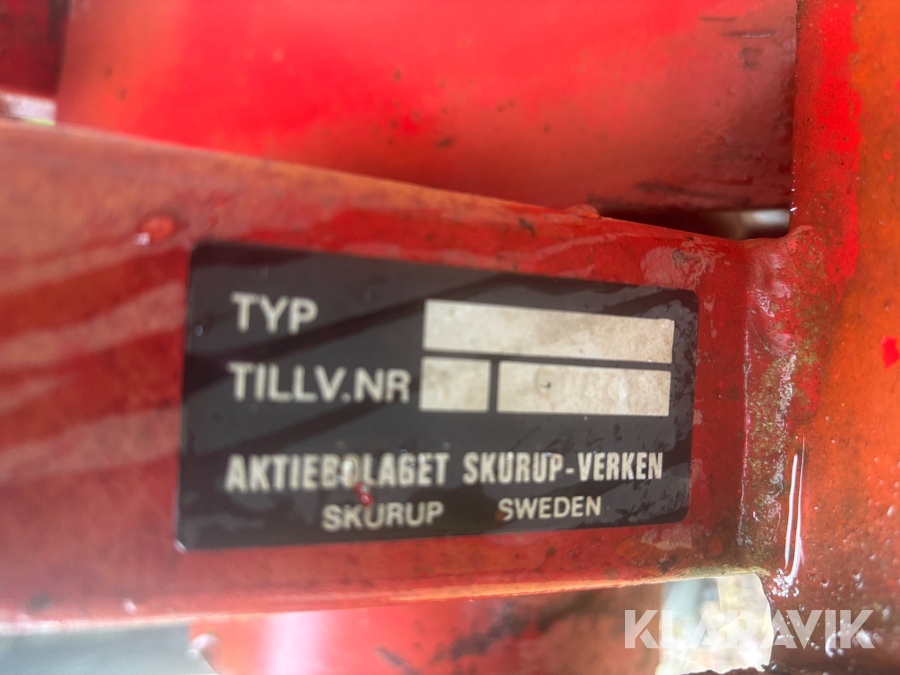 TYP
TILLV.NR
AKTIEBOLAGET SKURUP-VERKEN
SKURUP SWEDEN
KLARAVIK